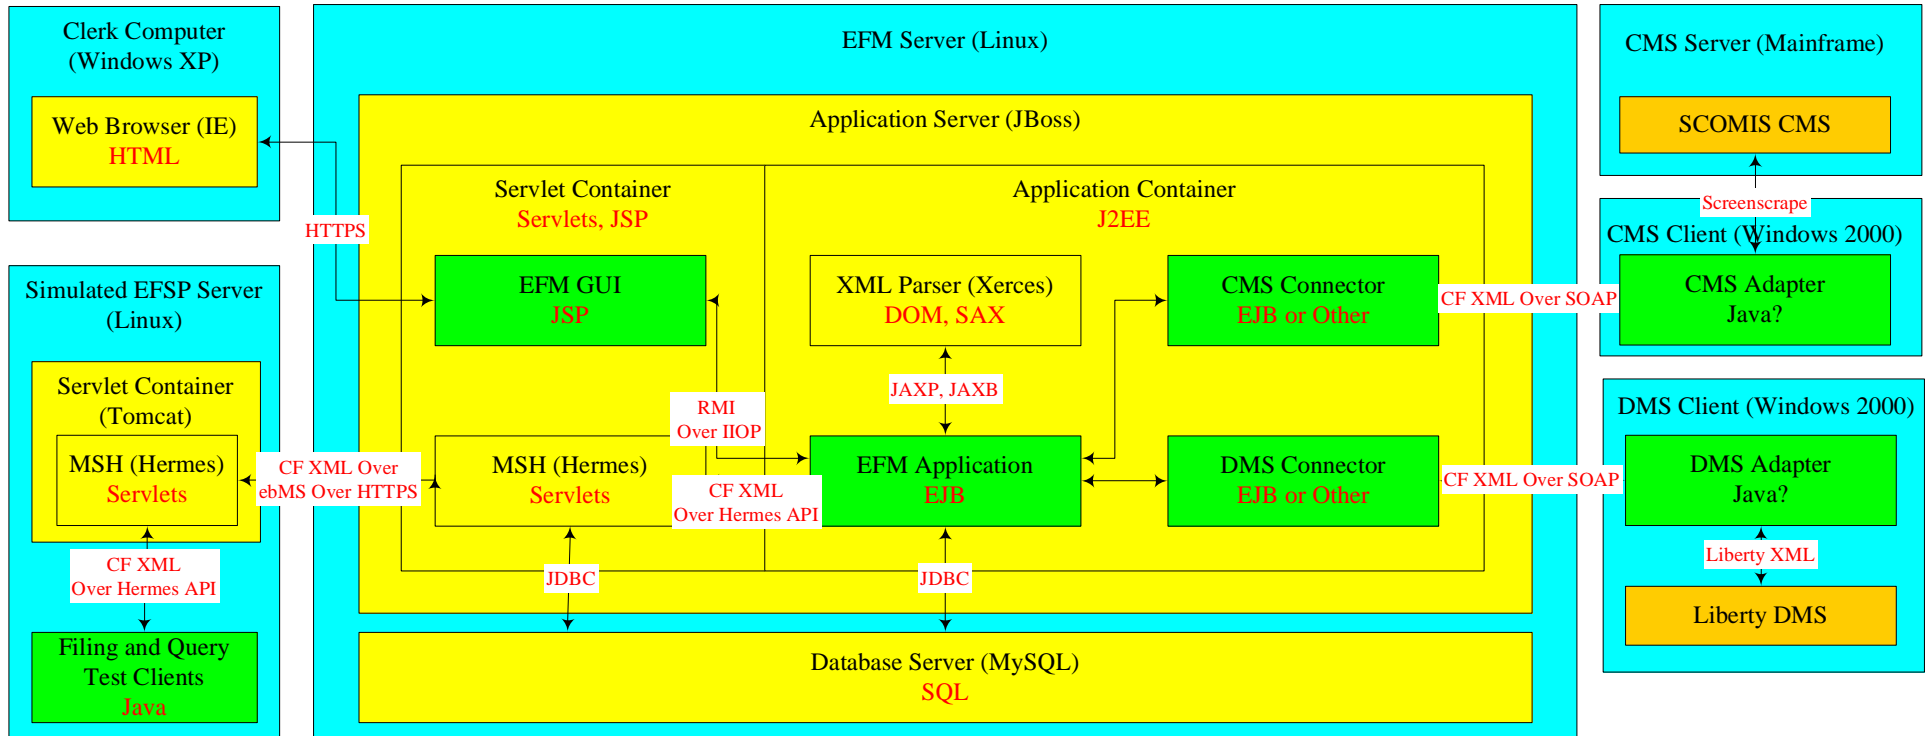 Clerk Computer
(Windows XP)
Web Browser (IE)
HTML
HTTPS
Simulated EFSP Server
(Linux)
Servlet Container
(Tomcat)
MSH (Hermes)
Servlets
CF XML Over
ebMS Over HTTPS
CF XML
Over Hermes API
Filing and Query
Test Clients
Java
EFM Server (Linux)
Application Server (JBoss)
Servlet Container
Servlets, JSP
EFM GUI
JSP
RMI
Over IIOP
MSH (Hermes)
Servlets
CF XML
Over Hermes API
JDBC
Application Container
J2EE
XML Parser (Xerces)
DOM, SAX
JAXP, JAXB
EFM Application
EJB
JDBC
CMS Connector
EJB or Other
DMS Connector
EJB or Other
Database Server (MySQL)
SQL
CF XML Over SOAP
CF XML Over SOAP
CMS Server (Mainframe)
SCOMIS CMS
Screenscrape
CMS Client (Windows 2000)
CMS Adapter
Java?
DMS Client (Windows 2000)
DMS Adapter
Java?
Liberty XML
Liberty DMS